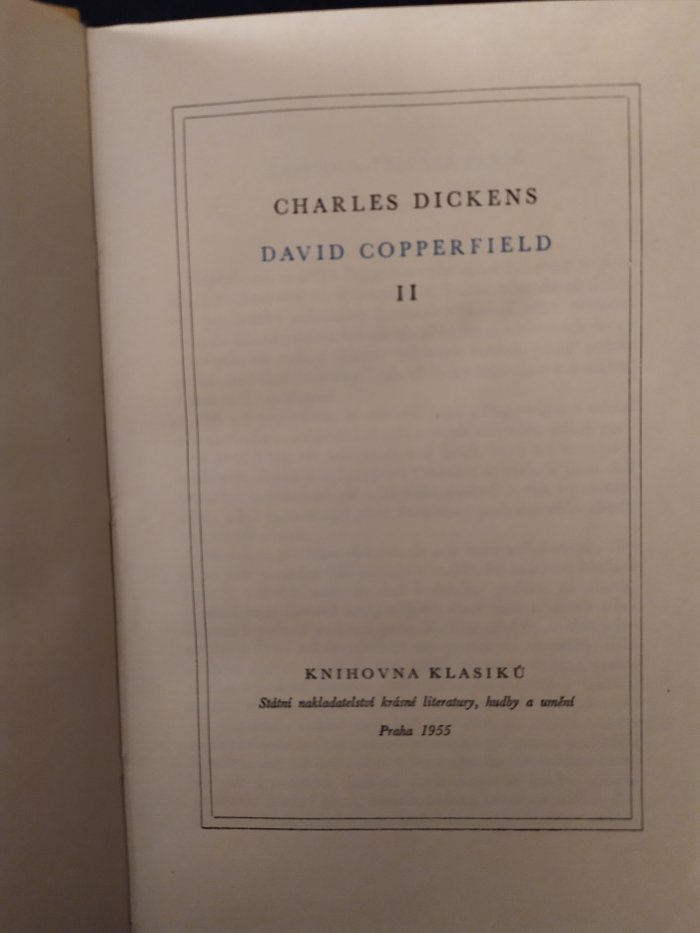 CHARLES DICKENS
DAVID COPPERFIELD
II
KNIHOVNA KLASIKŮ
Státní nakladatelství krásné literatury, hudby a umění
Praha 1955